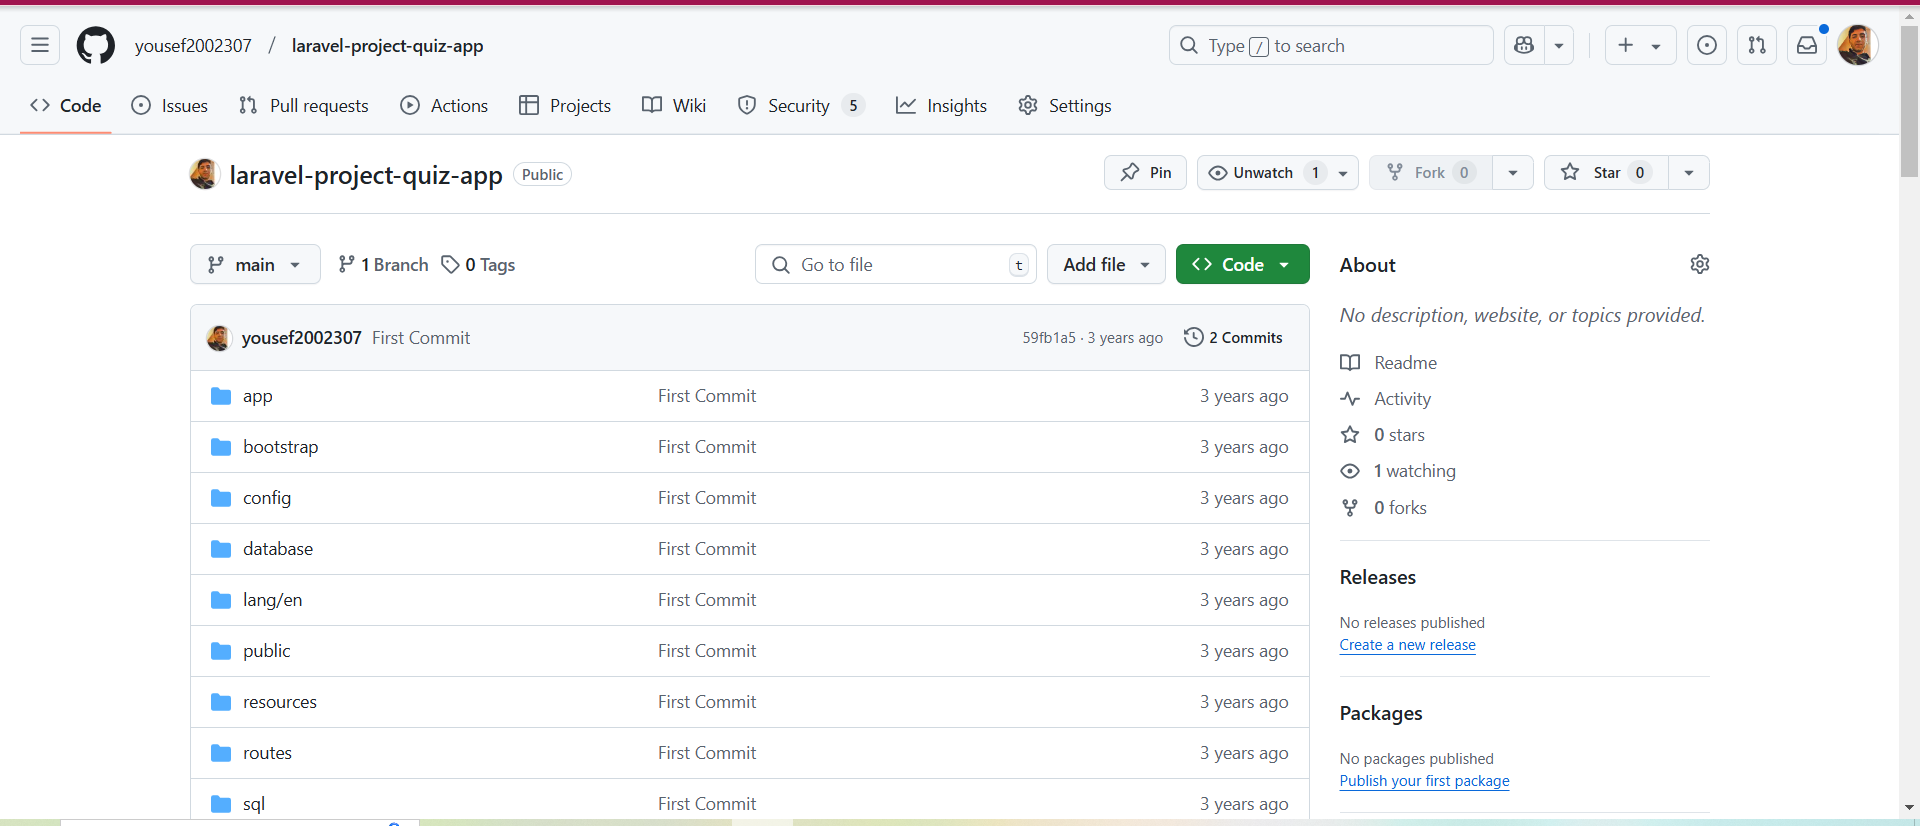 yousef2002307 / laravel-project-quiz-app
Type / to search
Code Issues Pull requests Actions Projects Wiki Security 5 Insights Settings
laravel-project-quiz-app Public
Pin Unwatch 1 Fork 0 Star 0
main 1 Branch 0 Tags Go to file t Add file Code
About
No description, website, or topics provided.
yousef2002307 First Commit 59fb1a5 · 3 years ago 2 Commits
Readme
app First Commit 3 years ago
Activity
0 stars
bootstrap First Commit 3 years ago
1 watching
config First Commit 3 years ago
0 forks
database First Commit 3 years ago
Releases
lang/en First Commit 3 years ago
No releases published
Create a new release
public First Commit 3 years ago
resources First Commit 3 years ago
Packages
routes First Commit 3 years ago
No packages published
Publish your first package
sql First Commit 3 years ago